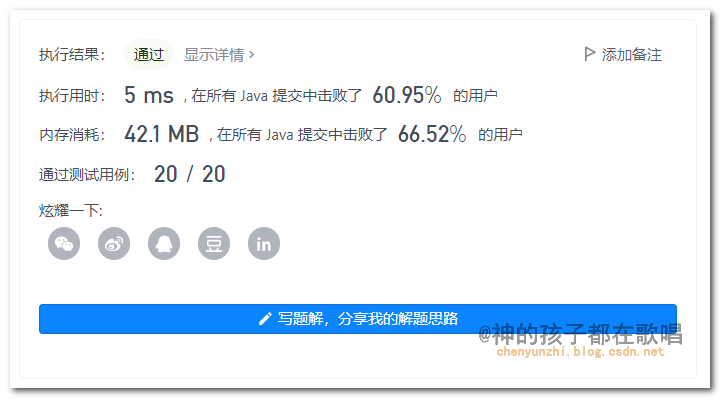 执行结果： 通过 显示详情 > 添加备注
执行用时： 5 ms , 在所有 Java 提交中击败了 60.95% 的用户
内存消耗： 42.1 MB , 在所有 Java 提交中击败了 66.52% 的用户
通过测试用例： 20 / 20
炫耀一下:
豆 in
写题解，分享我的解题思路
@神的孩子都在歌唱
chenyunzhi.blog.csdn.net